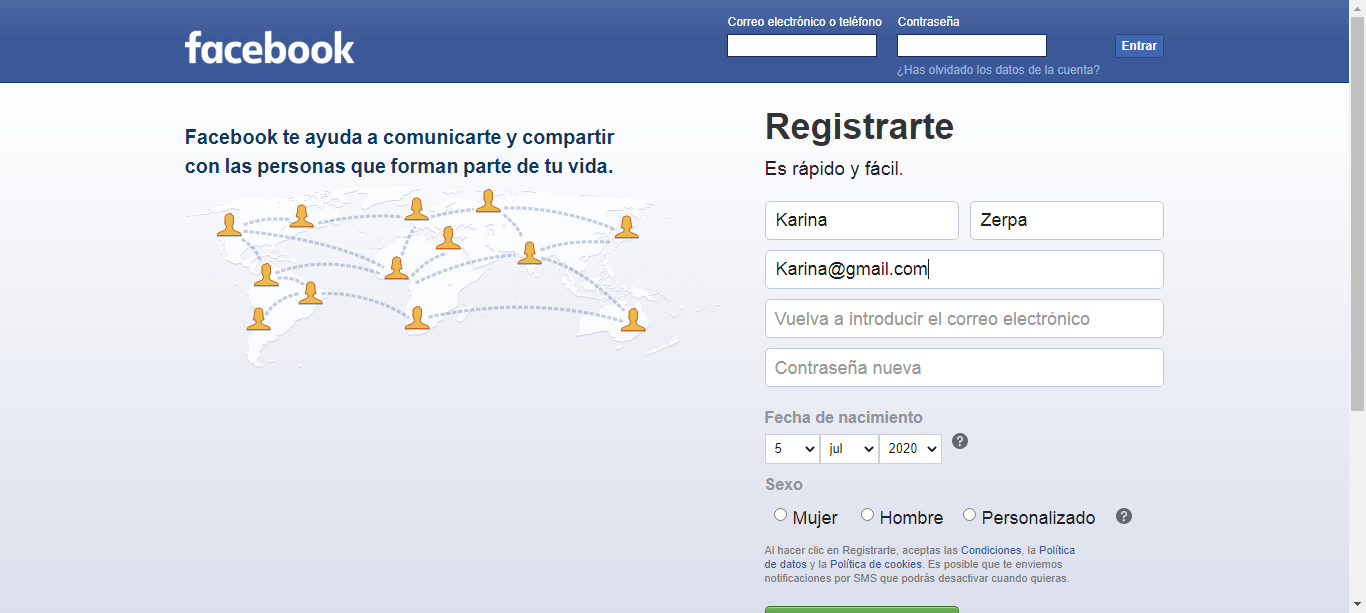 facebook
Correo electrónico o teléfono
Contraseña
Entrar
¿Has olvidado los datos de la cuenta?
Facebook te ayuda a comunicarte y compartir
con las personas que forman parte de tu vida.
Registrarte
Es rápido y fácil.
Karina
Zerpa
Karina@gmail.com
Vuelva a introducir el correo electrónico
Contraseña nueva
Fecha de nacimiento
5 jul 2020 ?
Sexo
Mujer Hombre Personalizado ?
Al hacer clic en Registrarte, aceptas las Condiciones, la Política
de datos y la Política de cookies. Es posible que te enviemos
notificaciones por SMS que podrás desactivar cuando quieras.